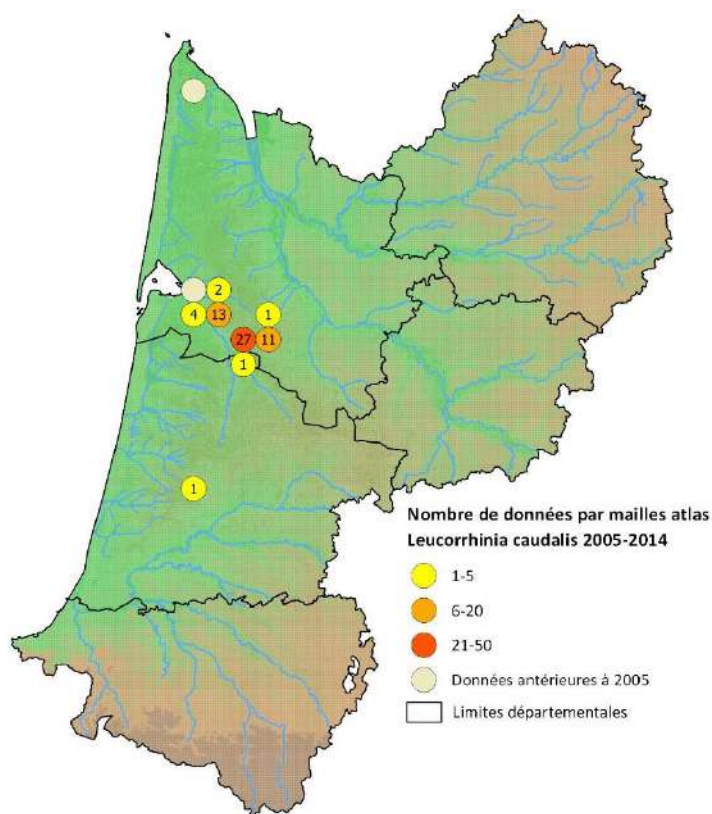 2
4 13 1
27 11
1
1
Nombre de données par mailles atlas
Leucorrhinia caudalis 2005-2014
1-5
6-20
21-50
Données antérieures à 2005
Limites départementales